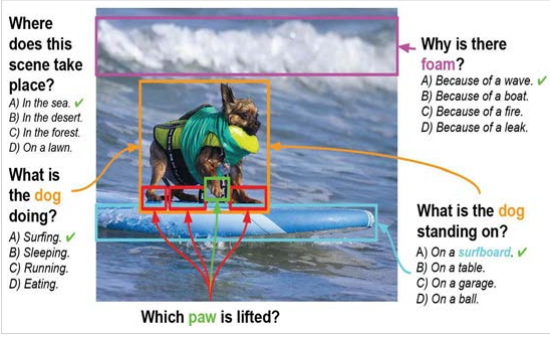 Where
does this
scene take
place?
A) In the sea. ✓
B) In the desert.
C) In the forest.
D) On a lawn.
What is
the dog
doing?
A) Surfing. ✓
B) Sleeping.
C) Running.
D) Eating.
Why is there
foam?
A) Because of a wave. ✓
B) Because of a boat.
C) Because of a fire.
D) Because of a leak.
What is the dog
standing on?
A) On a surfboard. ✓
B) On a table.
C) On a garage.
D) On a ball.
Which paw is lifted?